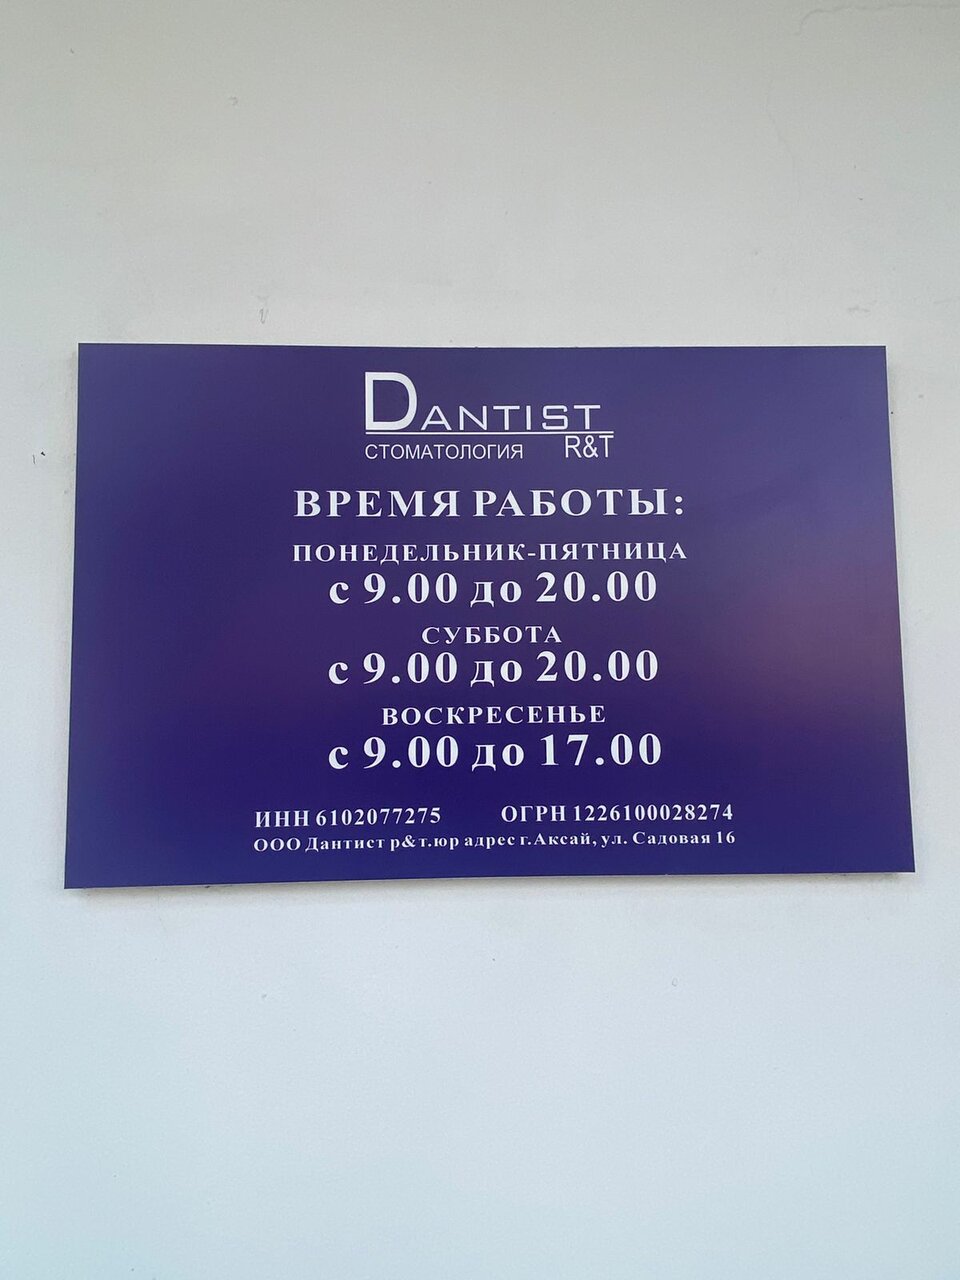 DANTIST
СТОМАТОЛОГИЯ R&T
ВРЕМЯ РАБОТЫ:
ПОНЕДЕЛЬНИК-ПЯТНИЦА
с 9.00 до 20.00
СУББОТА
с 9.00 до 20.00
ВОСКРЕСЕНЬЕ
с 9.00 до 17.00
ИНН 6102077275 ОГРН 1226100028274
ООО Дантист р&т.юр адрес г.Аксай, ул. Садовая 16